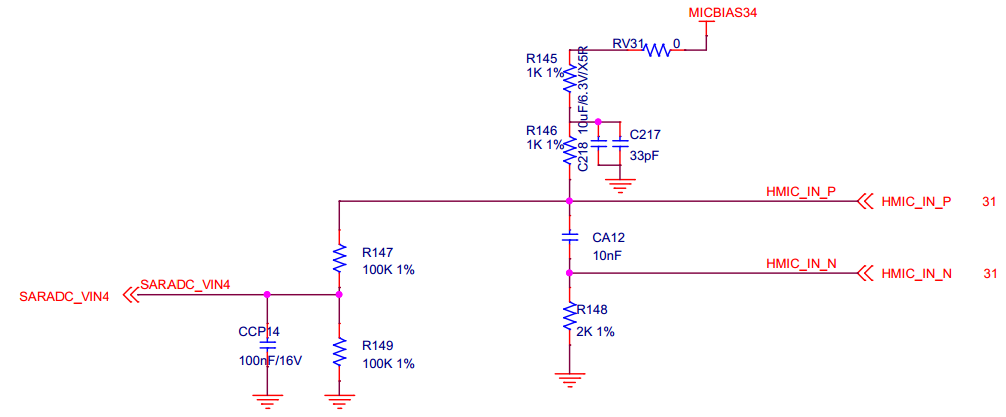 MICBIAS34
RV31
0
R145
1K 1%
10uF/6.3V/X5R
C218
R146
1K 1%
C217
33pF
HMIC_IN_P
HMIC_IN_P
31
CA12
10nF
R147
100K 1%
HMIC_IN_N
HMIC_IN_N
31
SARADC_VIN4
SARADC_VIN4
R148
2K 1%
CCP14
100nF/16V
R149
100K 1%